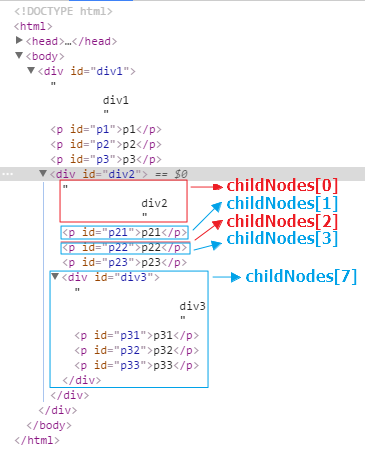 <!DOCTYPE html>
<html>
<head>…</head>
<body>
<div id="div1">
"
div1
"
<p id="p1">p1</p>
<p id="p2">p2</p>
<p id="p3">p3</p>
... <div id="div2"> == $0
" childNodes[0]
div2 childNodes[1]
" childNodes[2]
<p id="p21">p21</p> childNodes[3]
<p id="p22">p22</p>
<p id="p23">p23</p>
<div id="div3"> childNodes[7]
"
div3
"
<p id="p31">p31</p>
<p id="p32">p32</p>
<p id="p33">p33</p>
</div>
</div>
</div>
</body>
</html>